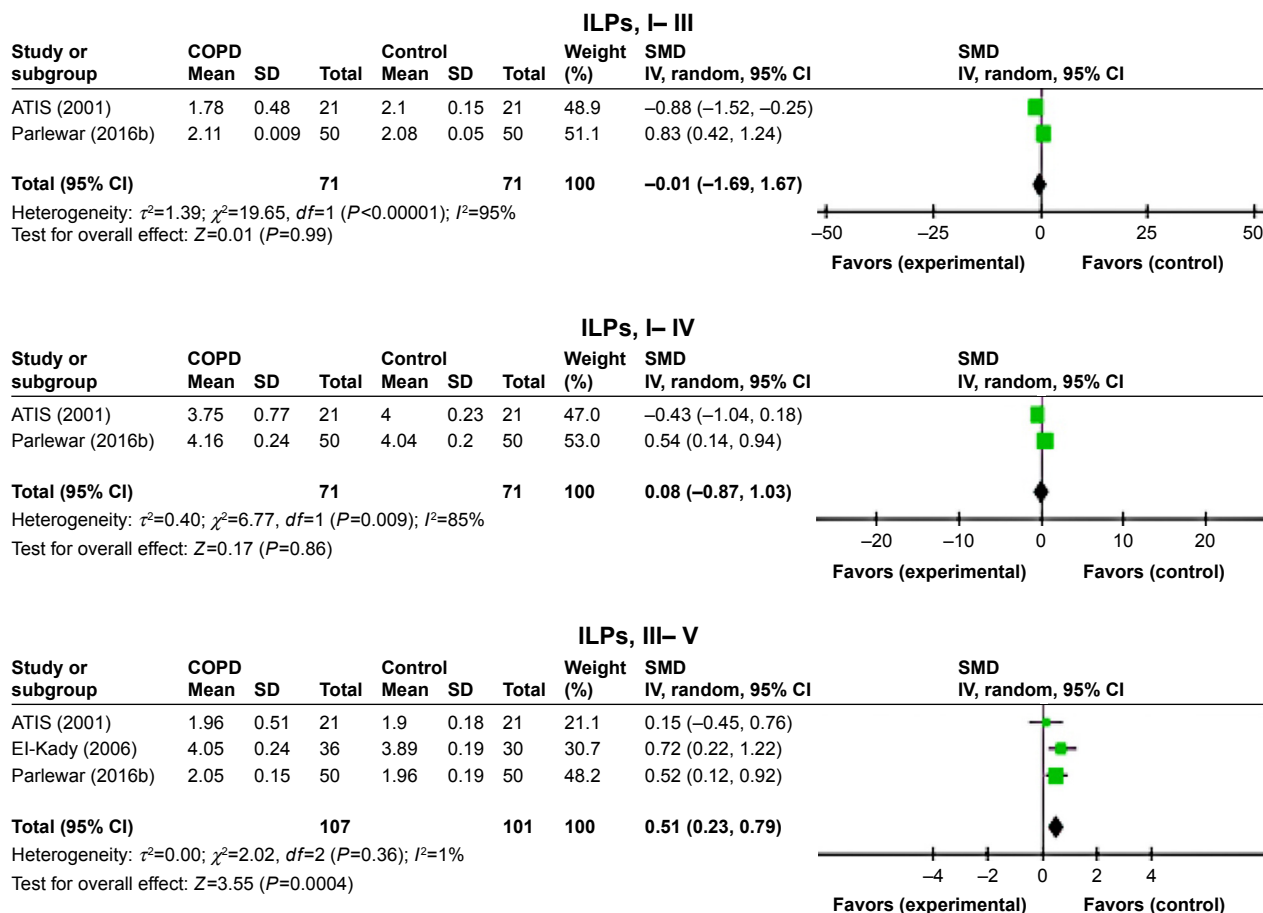 ILPs, I– III
Study or COPD Control Weight SMD SMD
subgroup Mean SD Total Mean SD Total (%) IV, random, 95% CI IV, random, 95% CI
ATIS (2001) 1.78 0.48 21 2.1 0.15 21 48.9 –0.88 (–1.52, –0.25)
Parlewar (2016b) 2.11 0.009 50 2.08 0.05 50 51.1 0.83 (0.42, 1.24)
Total (95% CI) 71 71 100 –0.01 (–1.69, 1.67)
Heterogeneity: τ²=1.39; χ²=19.65, df=1 (P<0.00001); I²=95%
Test for overall effect: Z=0.01 (P=0.99)
–50 –25 0 25 50
Favors (experimental) Favors (control)
ILPs, I– IV
Study or COPD Control Weight SMD SMD
subgroup Mean SD Total Mean SD Total (%) IV, random, 95% CI IV, random, 95% CI
ATIS (2001) 3.75 0.77 21 4 0.23 21 47.0 –0.43 (–1.04, 0.18)
Parlewar (2016b) 4.16 0.24 50 4.04 0.2 50 53.0 0.54 (0.14, 0.94)
Total (95% CI) 71 71 100 0.08 (–0.87, 1.03)
Heterogeneity: τ²=0.40; χ²=6.77, df=1 (P=0.009); I²=85%
Test for overall effect: Z=0.17 (P=0.86)
–20 –10 0 10 20
Favors (experimental) Favors (control)
ILPs, III– V
Study or COPD Control Weight SMD SMD
subgroup Mean SD Total Mean SD Total (%) IV, random, 95% CI IV, random, 95% CI
ATIS (2001) 1.96 0.51 21 1.9 0.18 21 21.1 0.15 (–0.45, 0.76)
El-Kady (2006) 4.05 0.24 36 3.89 0.19 30 30.7 0.72 (0.22, 1.22)
Parlewar (2016b) 2.05 0.15 50 1.96 0.19 50 48.2 0.52 (0.12, 0.92)
Total (95% CI) 107 101 100 0.51 (0.23, 0.79)
Heterogeneity: τ²=0.00; χ²=2.02, df=2 (P=0.36); I²=1%
Test for overall effect: Z=3.55 (P=0.0004)
–4 –2 0 2 4
Favors (experimental) Favors (control)